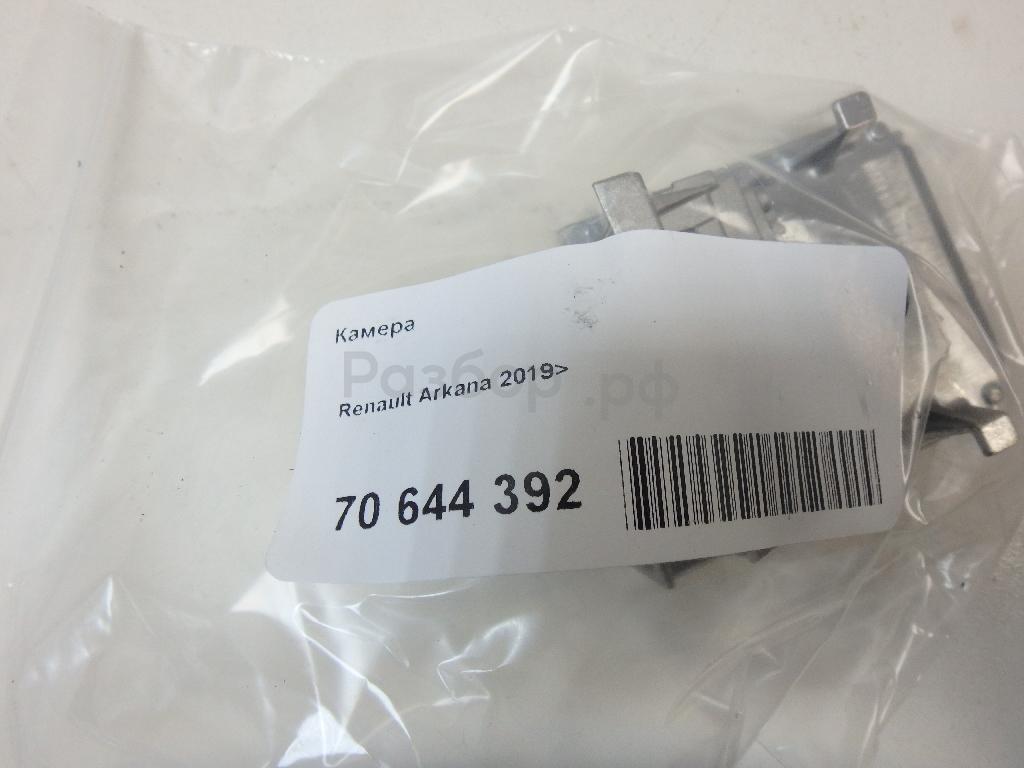 Камера
Разбор.рф
Renault Arkana 2019>
70 644 392